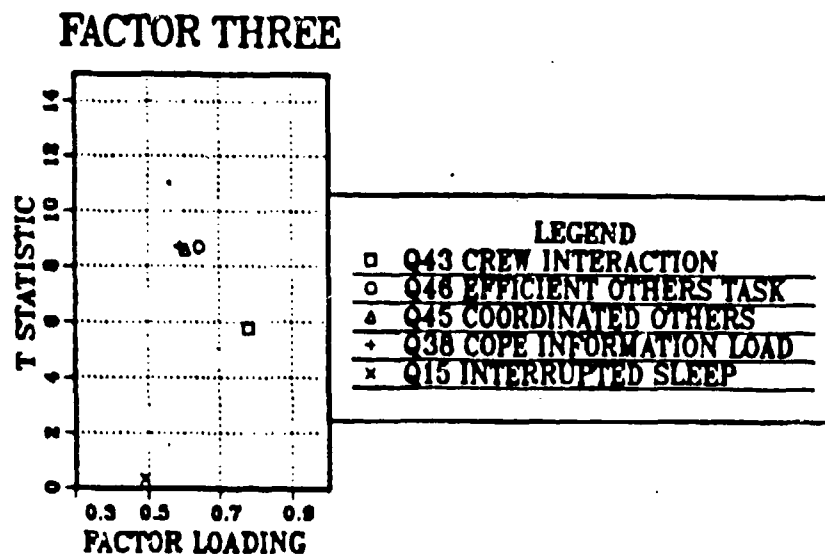 FACTOR THREE
14
12
10
8
6
4
2
0
T STATISTIC
0.3 0.5 0.7 0.9
FACTOR LOADING
LEGEND
□ Q43 CREW INTERACTION
○ Q46 EFFICIENT OTHERS TASK
△ Q45 COORDINATED OTHERS
+ Q38 COPE INFORMATION LOAD
× Q15 INTERRUPTED SLEEP